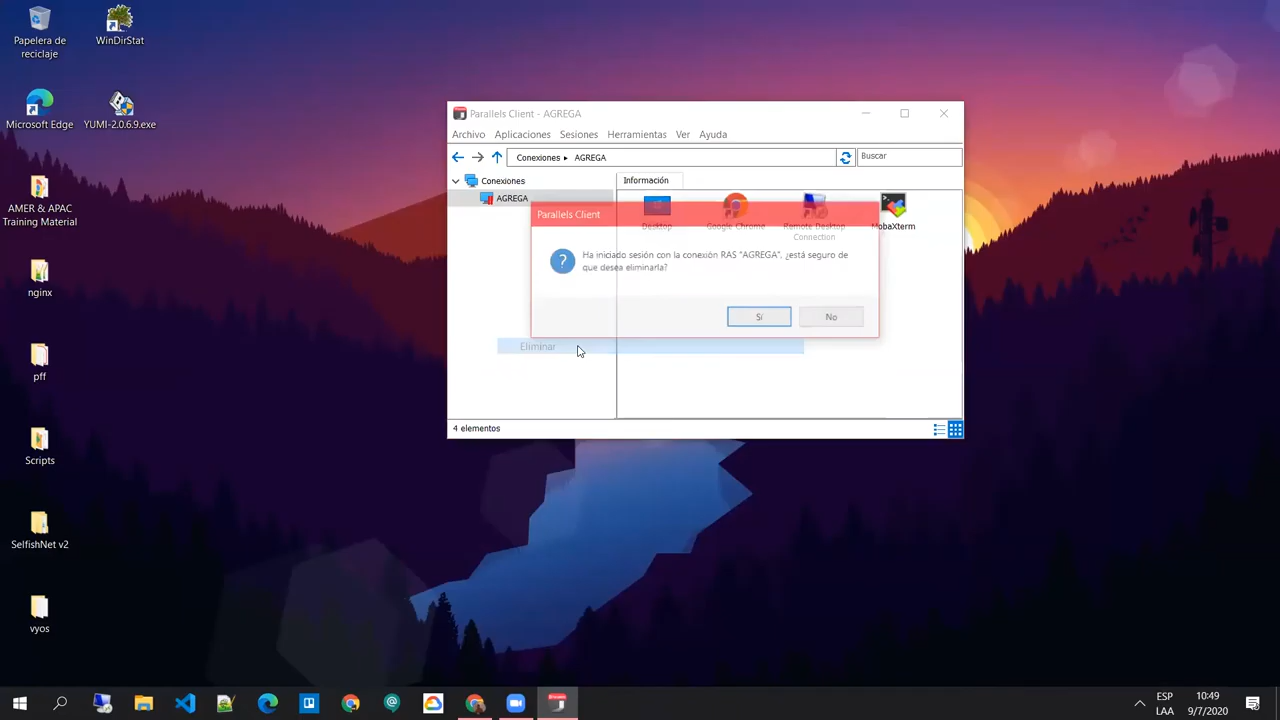 Papelera de
reciclaje
WinDirStat
Microsoft Edge
YUMI-2.0.6.9.exe
AMER & APAC
Training Material
nginx
pff
Scripts
SelfishNet v2
vyos
Parallels Client - AGREGA
Archivo Aplicaciones Sesiones Herramientas Ver Ayuda
Conexiones ▸ AGREGA
Buscar
Conexiones
AGREGA
Información
Desktop
Google Chrome
Remote Desktop
Connection
MobaXterm
Parallels Client
Ha iniciado sesión con la conexión RAS "AGREGA". ¿está seguro de
que desea eliminarla?
Sí
No
Eliminar
4 elementos
ESP
LAA
10:49
9/7/2020